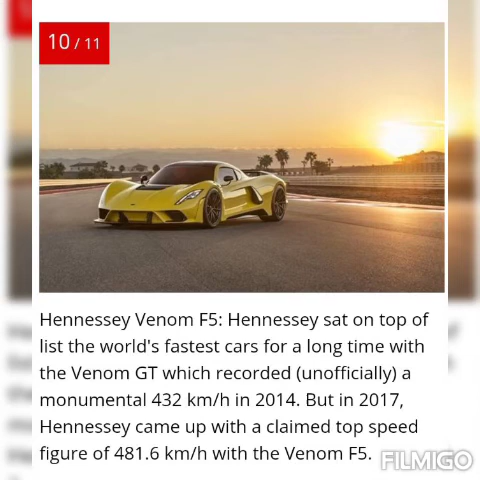 10 / 11
Hennessey Venom F5: Hennessey sat on top of
list the world's fastest cars for a long time with
the Venom GT which recorded (unofficially) a
monumental 432 km/h in 2014. But in 2017,
Hennessey came up with a claimed top speed
figure of 481.6 km/h with the Venom F5.
FILMIGO